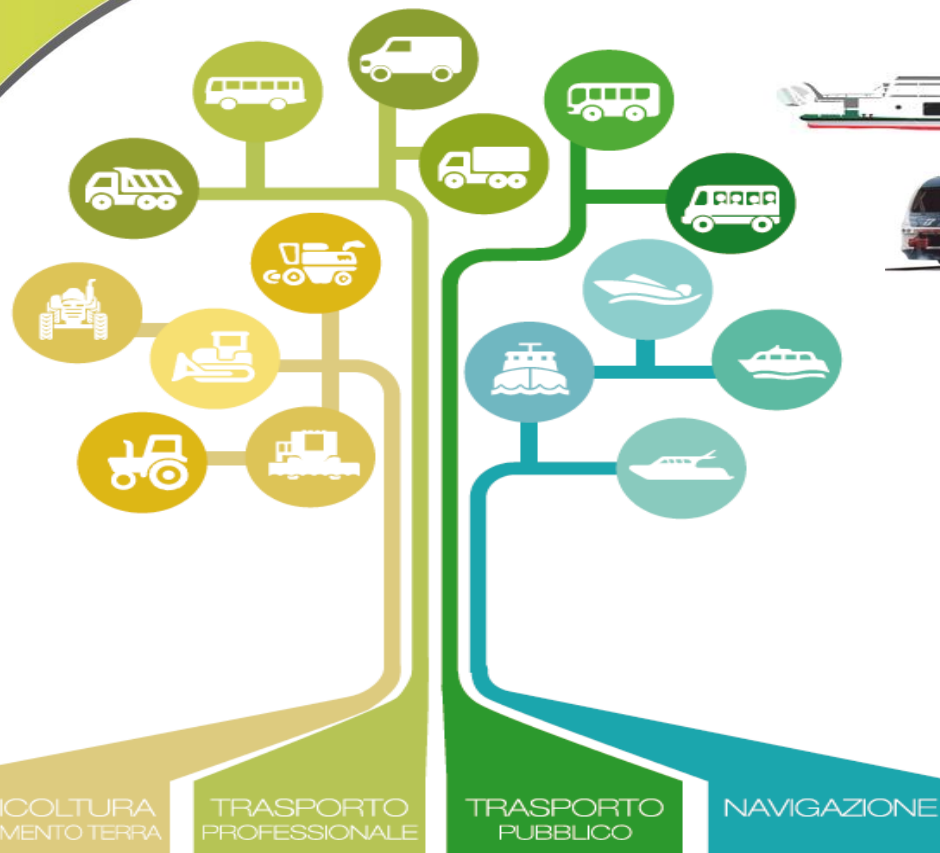 ICOLTURA
MENTO TERRA
TRASPORTO
PROFESSIONALE
TRASPORTO
PUBBLICO
NAVIGAZIONE